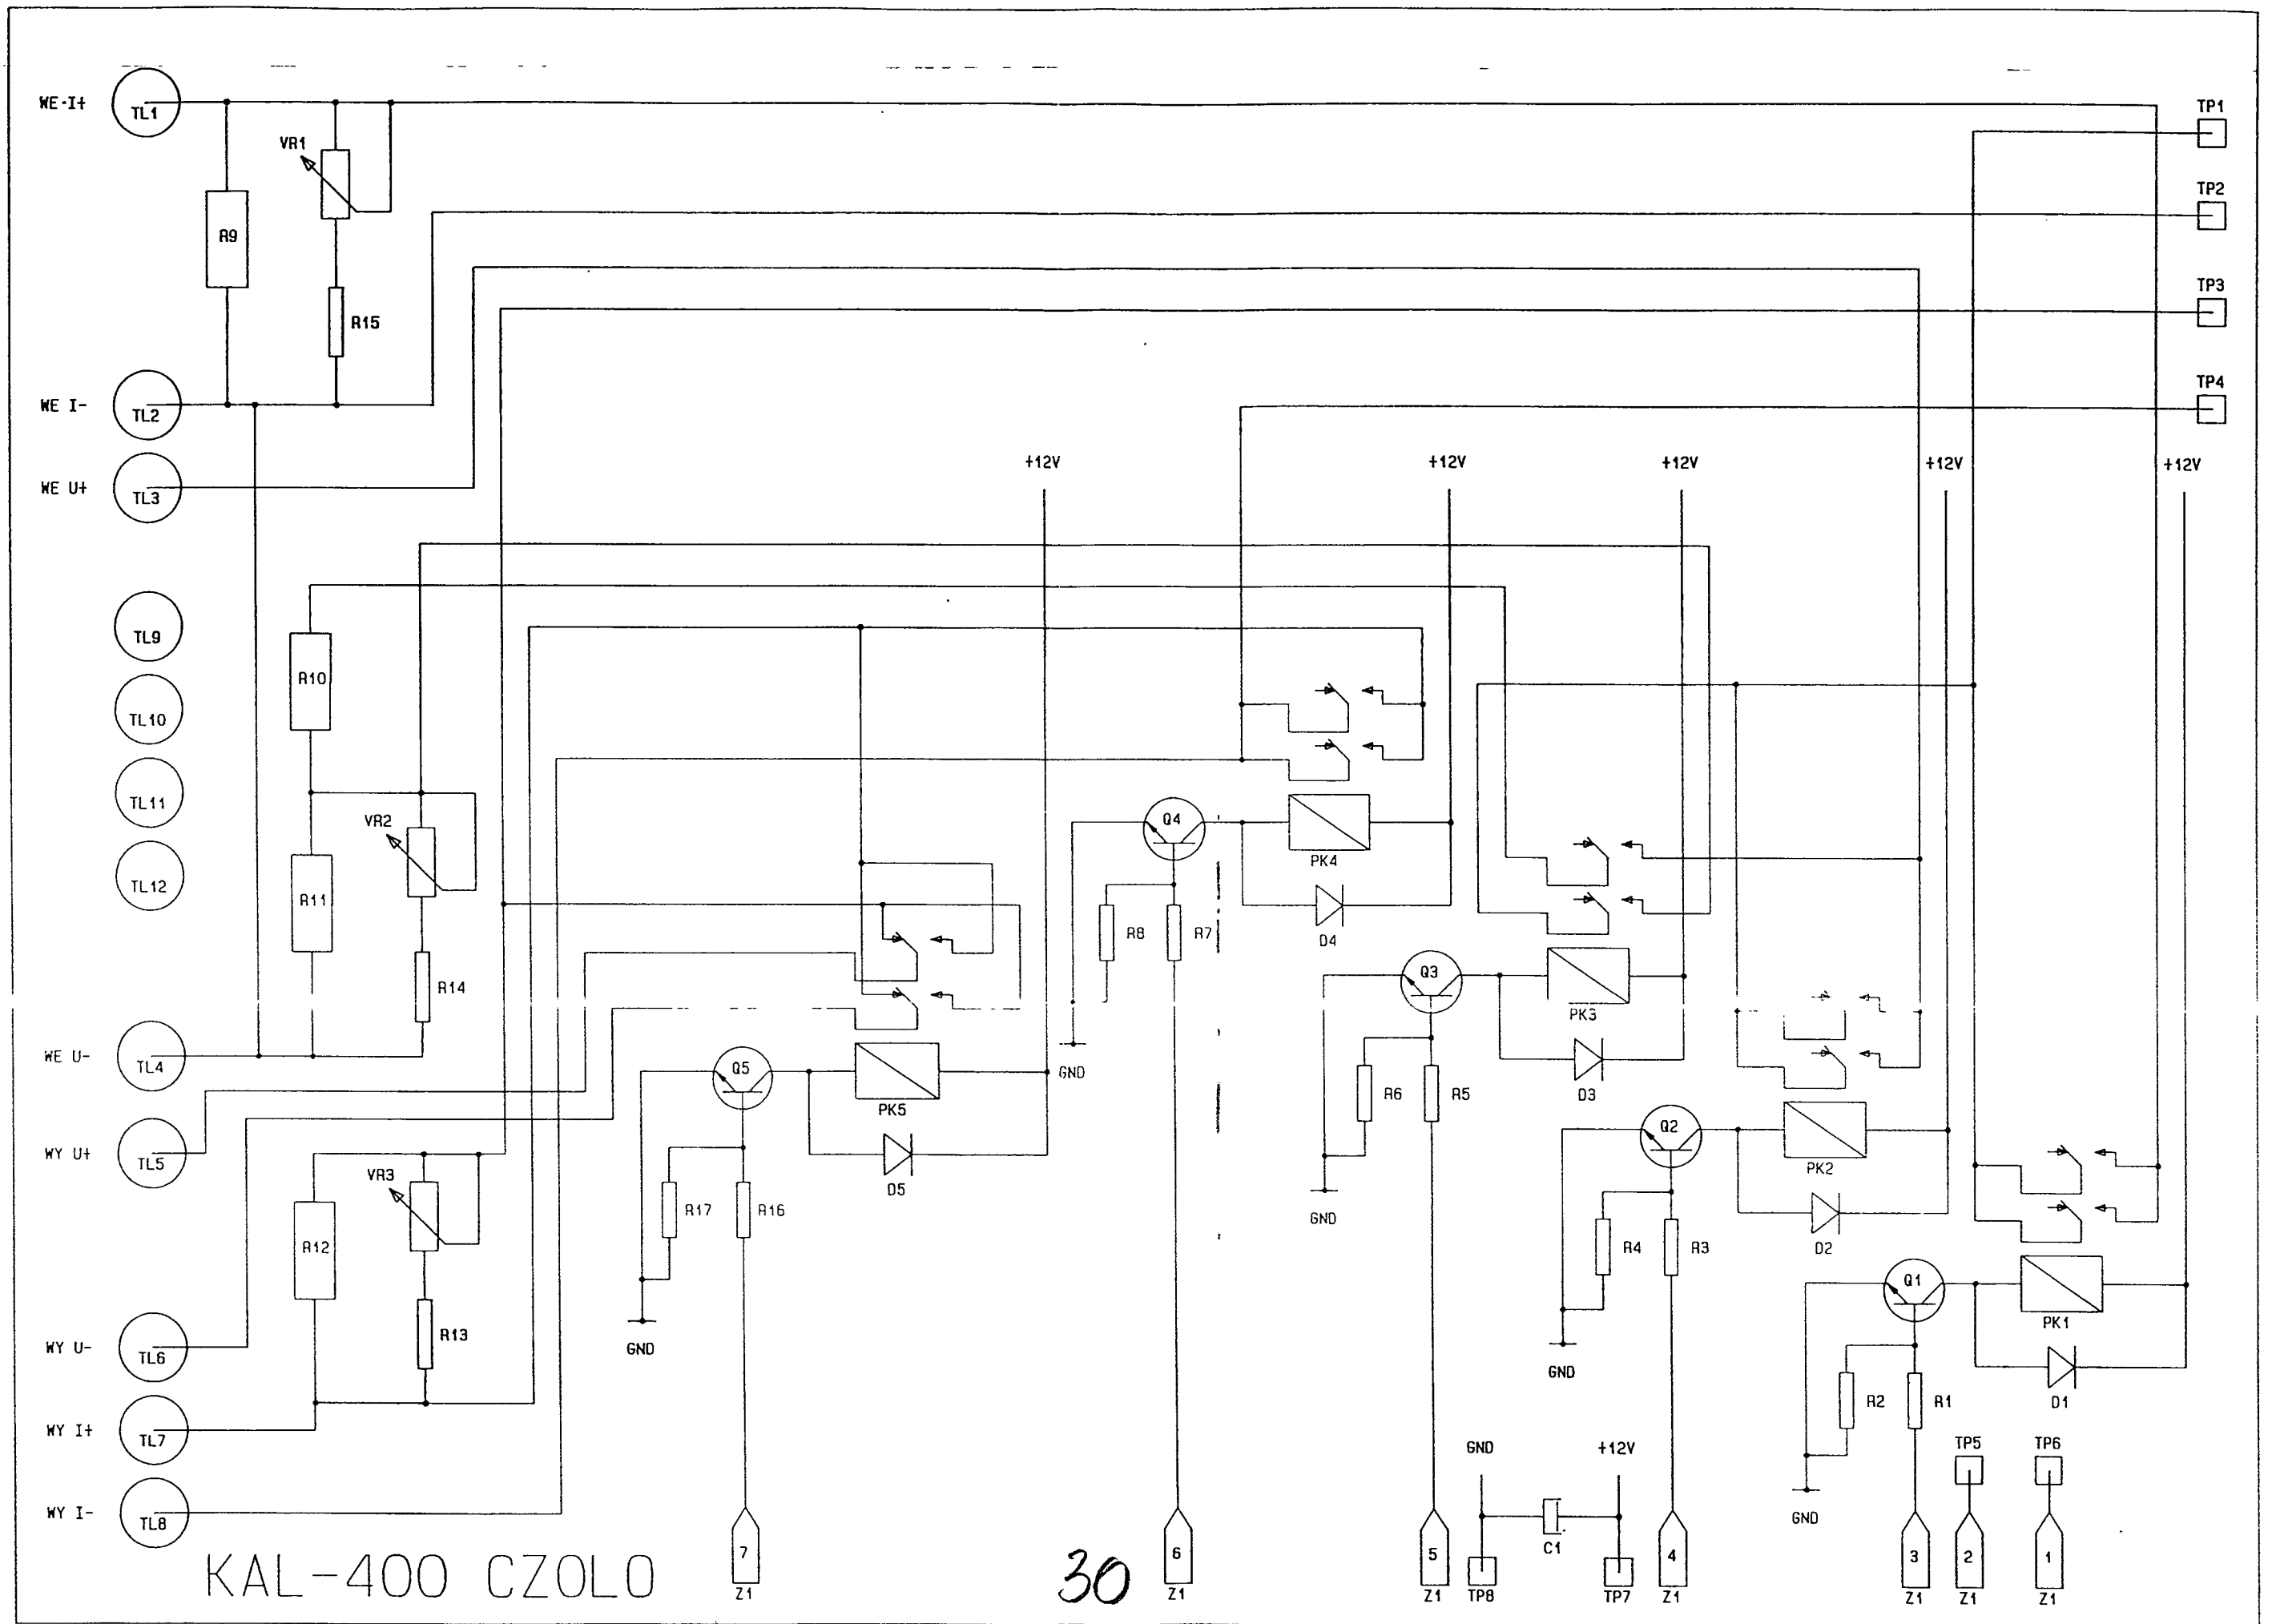 WE·I+ TL1 TP1
VR1
TP2
R9
TP3
R15
TP4
WE I- TL2
+12V +12V +12V +12V +12V
WE U+ TL3
TL9
R10
TL10
TL11
VR2 Q4
PK4
TL12
R11
R8 R7 D4
Q3
R14
PK3
WE U- TL4
Q5 GND
R6 R5 D3
PK5
Q2
WY U+ TL5
VR3 PK2
D5
R17 R16 GND
R12 R4 R3 D2
Q1
R13
PK1
WY U- TL6 GND
GND
R2 R1 D1
WY I+ TL7
GND +12V TP5 TP6
WY I- TL8 GND
C1
7 6 5 4 3 2 1
Z1 Z1 Z1 TP8 TP7 Z1 Z1 Z1 Z1
KAL-400 CZOLO
30